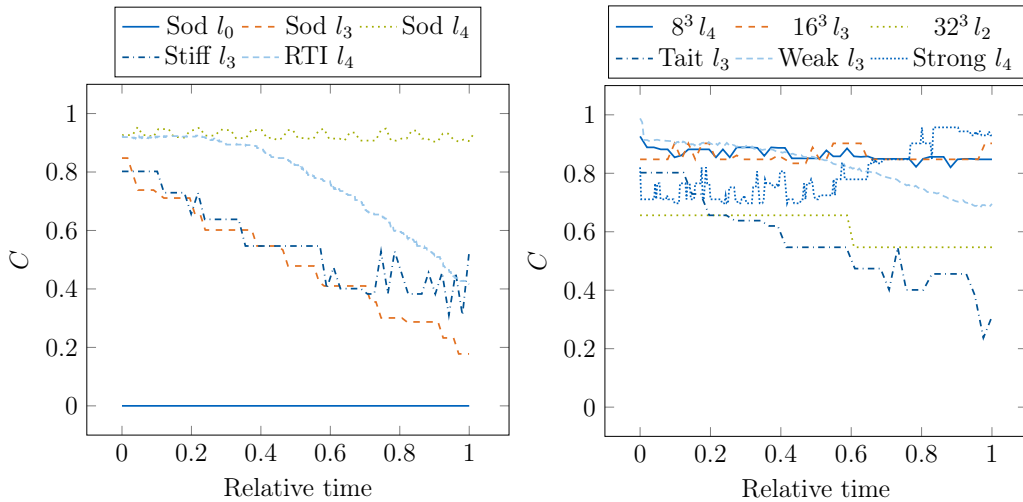 Sod l₀ Sod l₃ Sod l₄
Stiff l₃ RTI l₄
1
0.8
0.6
0.4
0.2
0
C
0 0.2 0.4 0.6 0.8 1
Relative time
8³ l₄ 16³ l₃ 32³ l₂
Tait l₃ Weak l₃ Strong l₄
1
0.8
0.6
0.4
0.2
0
C
0 0.2 0.4 0.6 0.8 1
Relative time